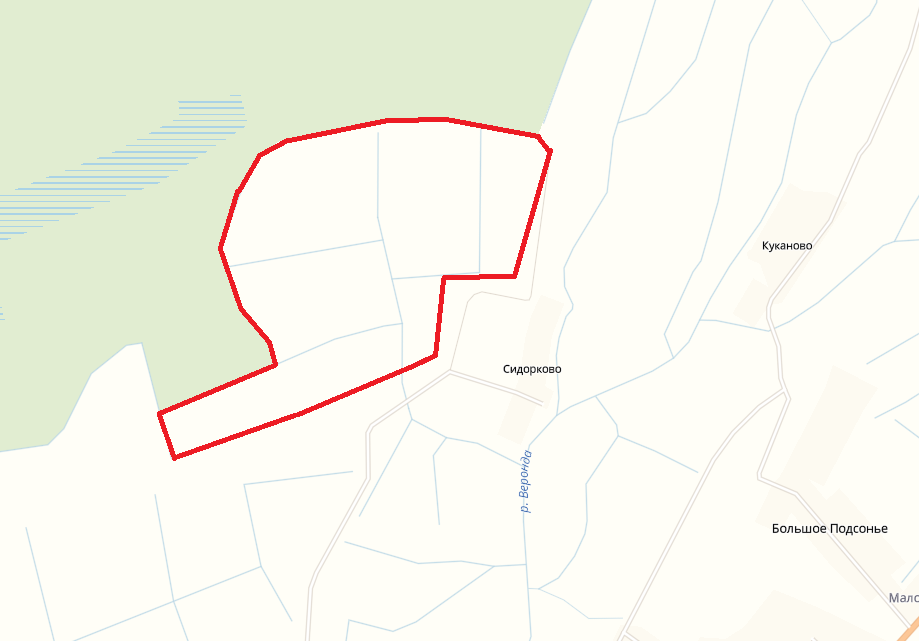 Куканово
Сидорково
р. Веронда
Большое Подсонье
Мало